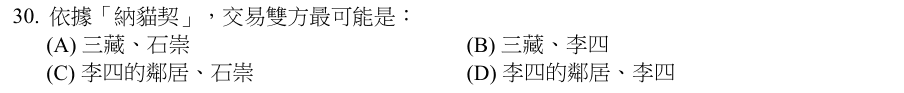 30. 依據「納貓契」，交易雙方最可能是：
(A) 三藏、石崇 (B) 三藏、李四
(C) 李四的鄰居、石崇 (D) 李四的鄰居、李四